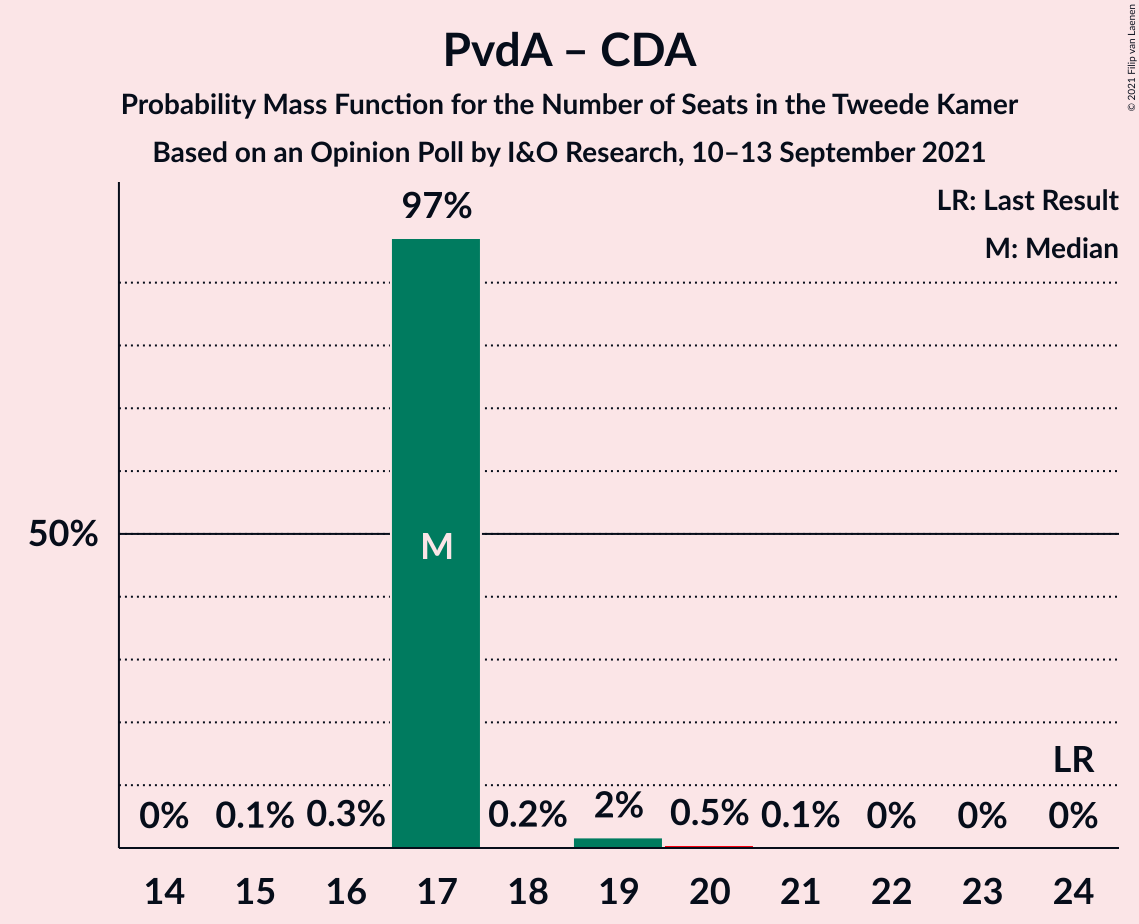 PvdA – CDA
Probability Mass Function for the Number of Seats in the Tweede Kamer
Based on an Opinion Poll by I&O Research, 10–13 September 2021
© 2021 Filip van Laenen
LR: Last Result
M: Median
97%
50%
M
LR
0% 0.1% 0.3% 0.2% 2% 0.5% 0.1% 0% 0% 0%
14 15 16 17 18 19 20 21 22 23 24